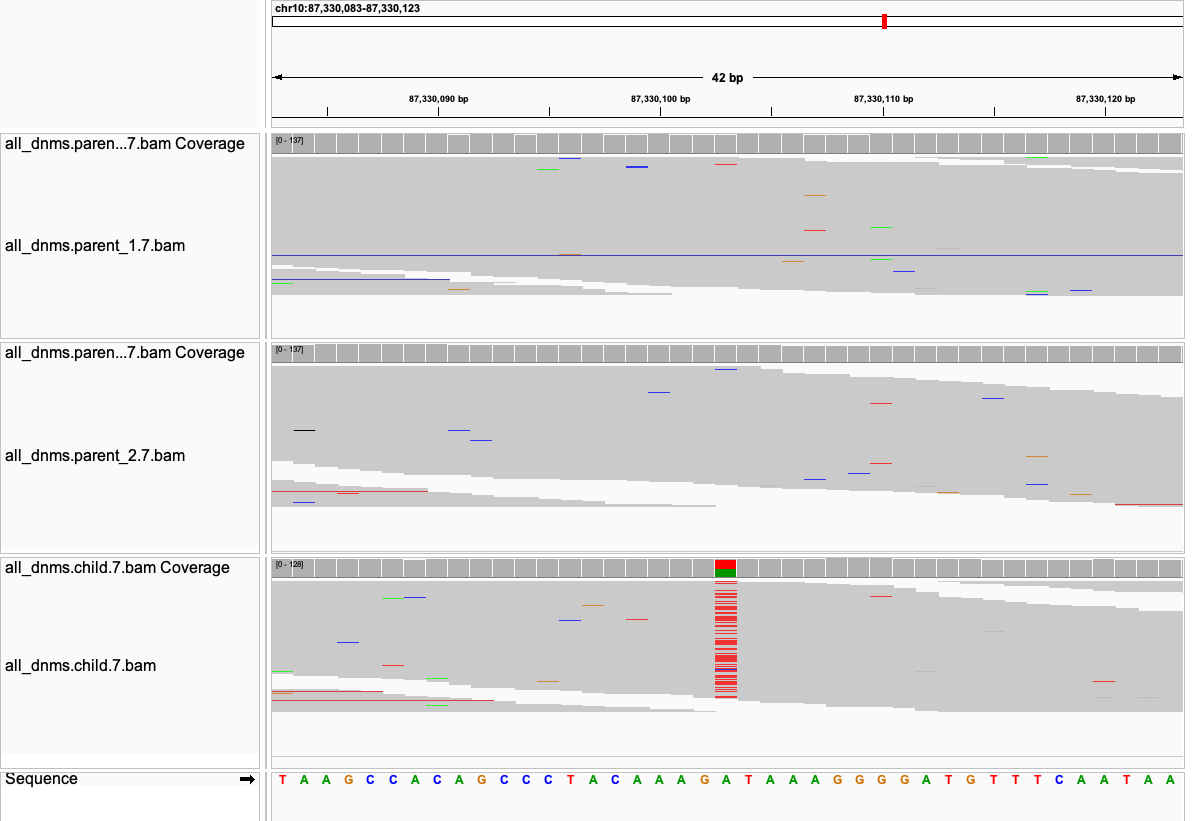 chr10:87,330,083-87,330,123
42 bp
87,330,090 bp 87,330,100 bp 87,330,110 bp 87,330,120 bp
all_dnms.paren...7.bam Coverage
[0 - 137]
all_dnms.parent_1.7.bam
all_dnms.paren...7.bam Coverage
[0 - 137]
all_dnms.parent_2.7.bam
all_dnms.child.7.bam Coverage
[0 - 128]
all_dnms.child.7.bam
Sequence
T A A G C C A C A G C C C T A C A A A G A T A A A G G G G A T G T T T C A A T A A